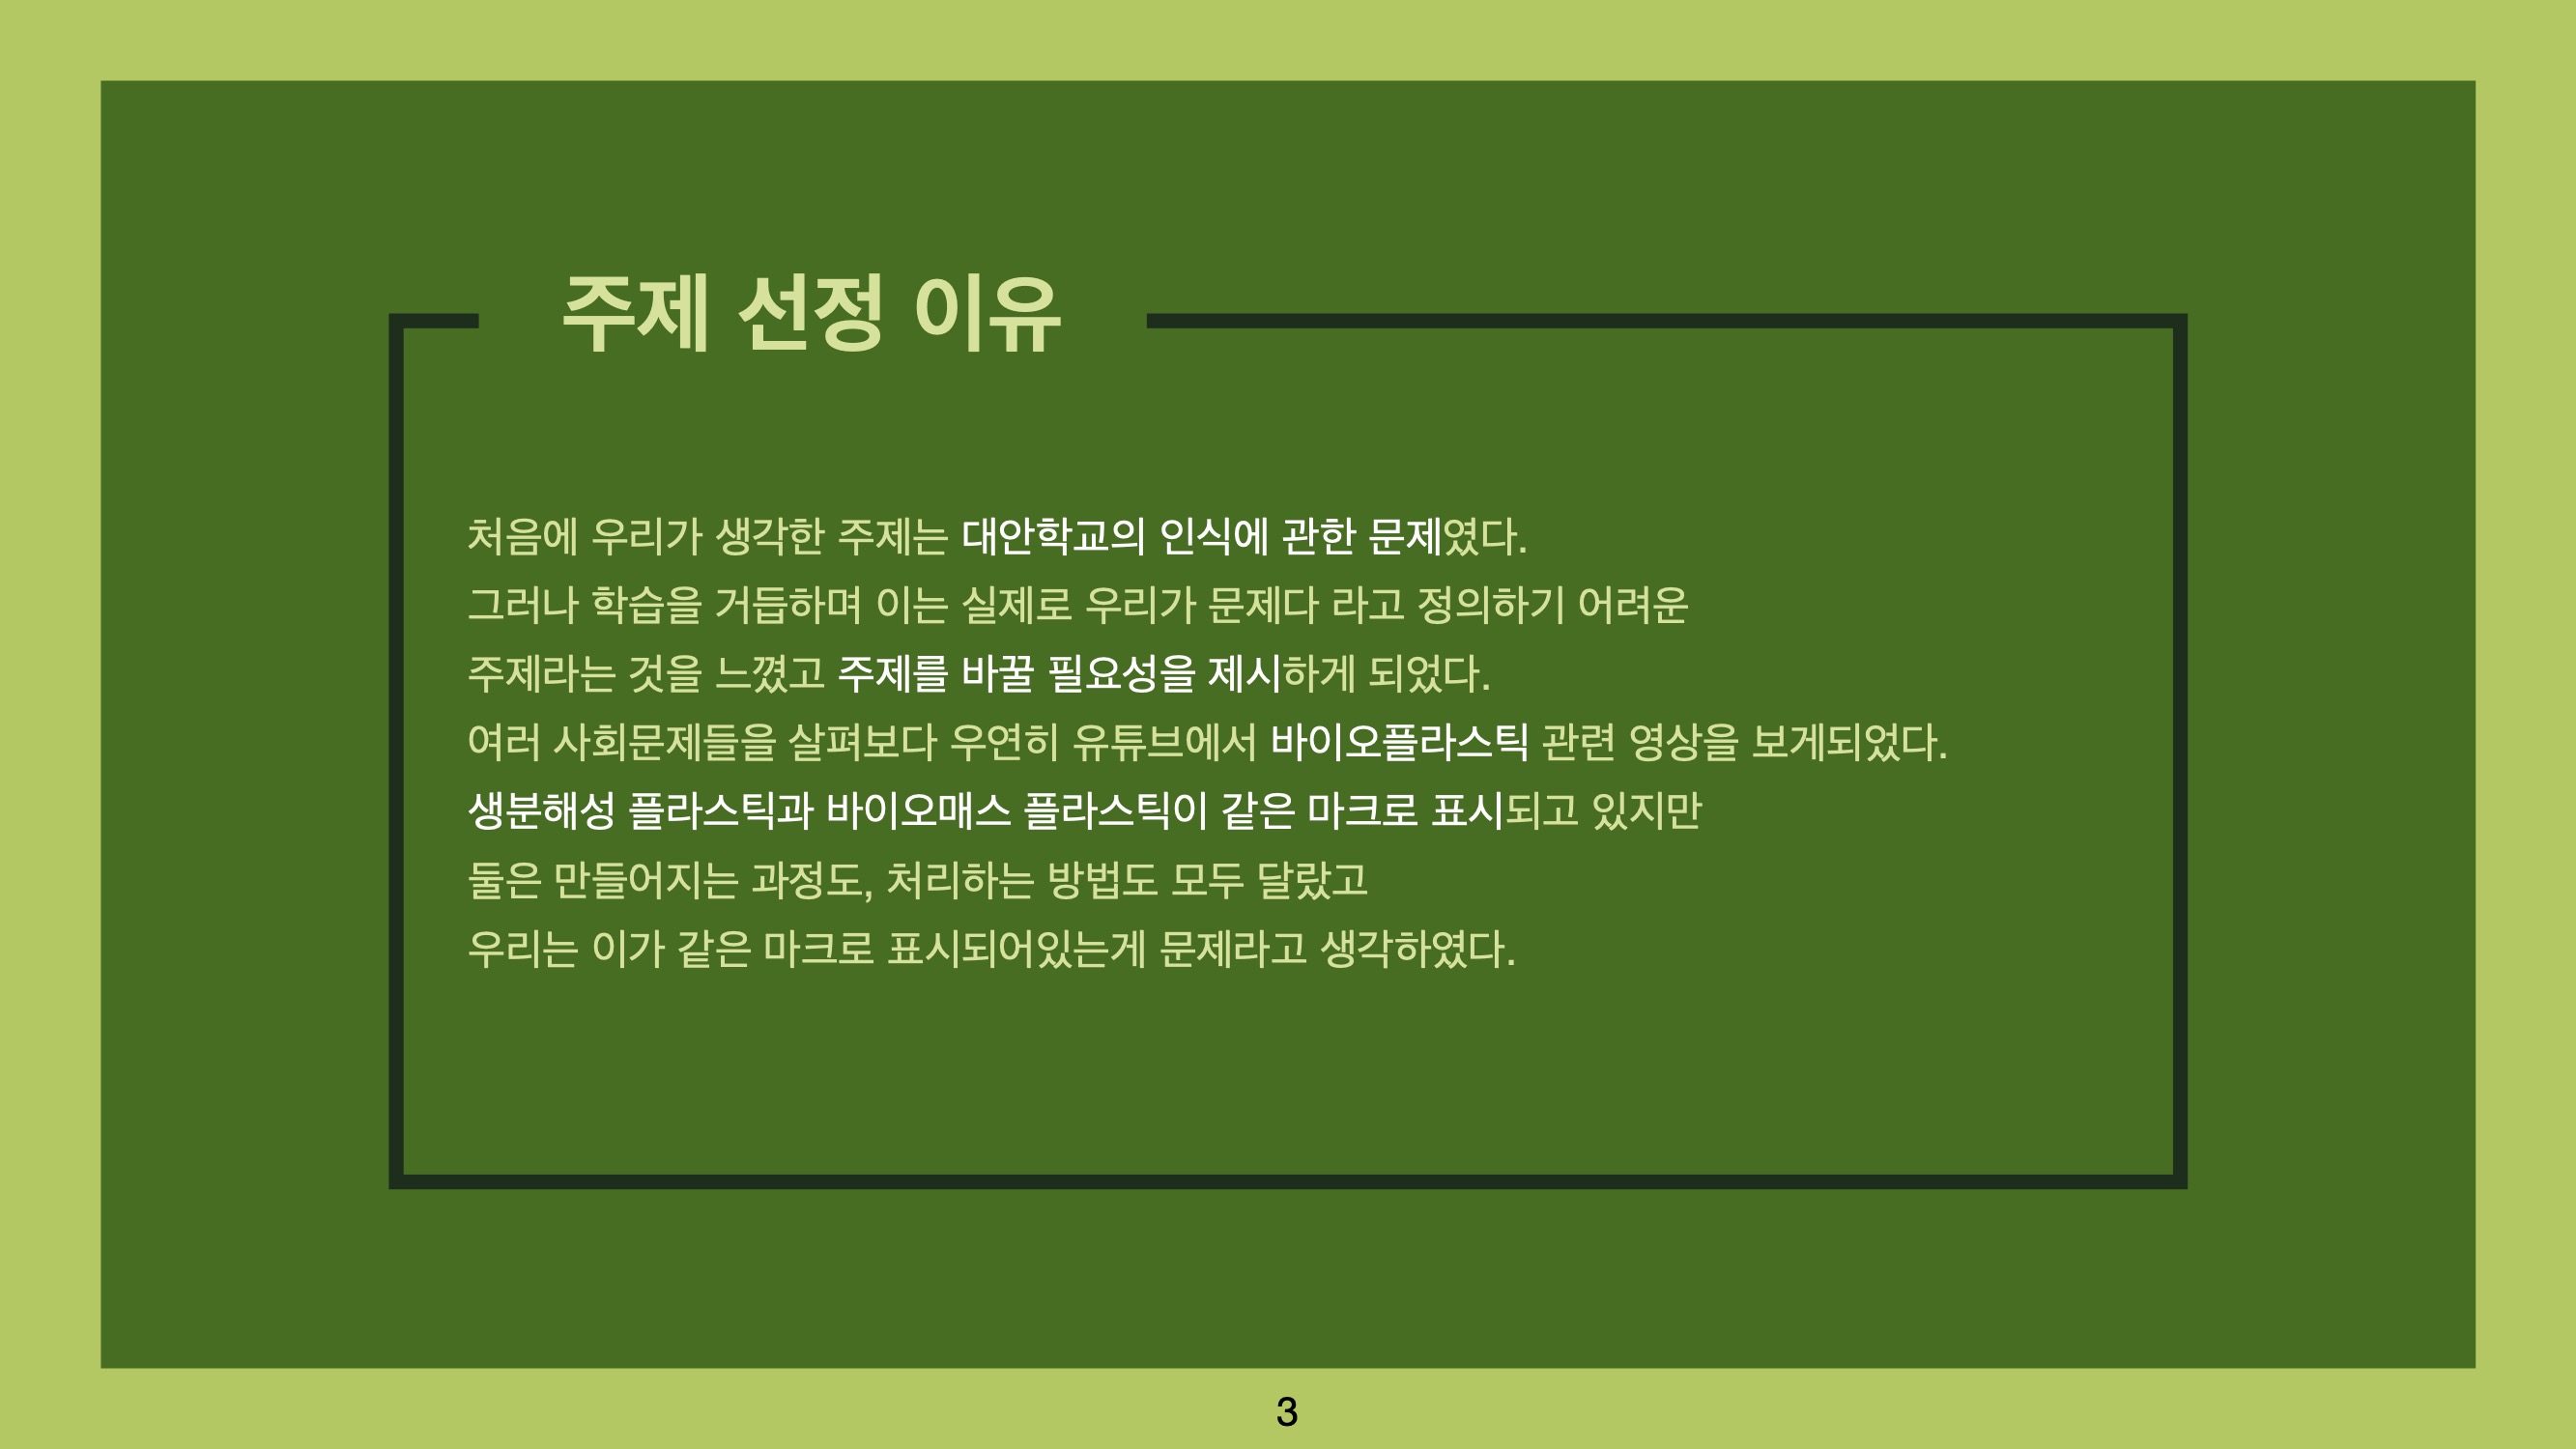 주제 선정 이유
처음에 우리가 생각한 주제는 대안학교의 인식에 관한 문제였다.
그러나 학습을 거듭하며 이는 실제로 우리가 문제다 라고 정의하기 어려운
주제라는 것을 느꼈고 주제를 바꿀 필요성을 제시하게 되었다.
여러 사회문제들을 살펴보다 우연히 유튜브에서 바이오플라스틱 관련 영상을 보게되었다.
생분해성 플라스틱과 바이오매스 플라스틱이 같은 마크로 표시되고 있지만
둘은 만들어지는 과정도, 처리하는 방법도 모두 달랐고
우리는 이가 같은 마크로 표시되어있는게 문제라고 생각하였다.
3